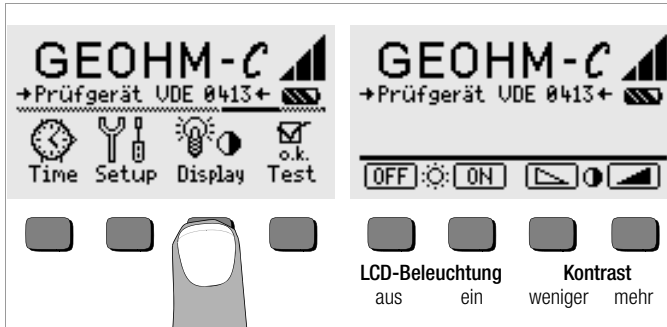 GEOHM-C
→Prüfgerät VDE 0413←
Time Setup Display o.k. Test
GEOHM-C
→Prüfgerät VDE 0413←
OFF ON
LCD-Beleuchtung Kontrast
aus ein weniger mehr